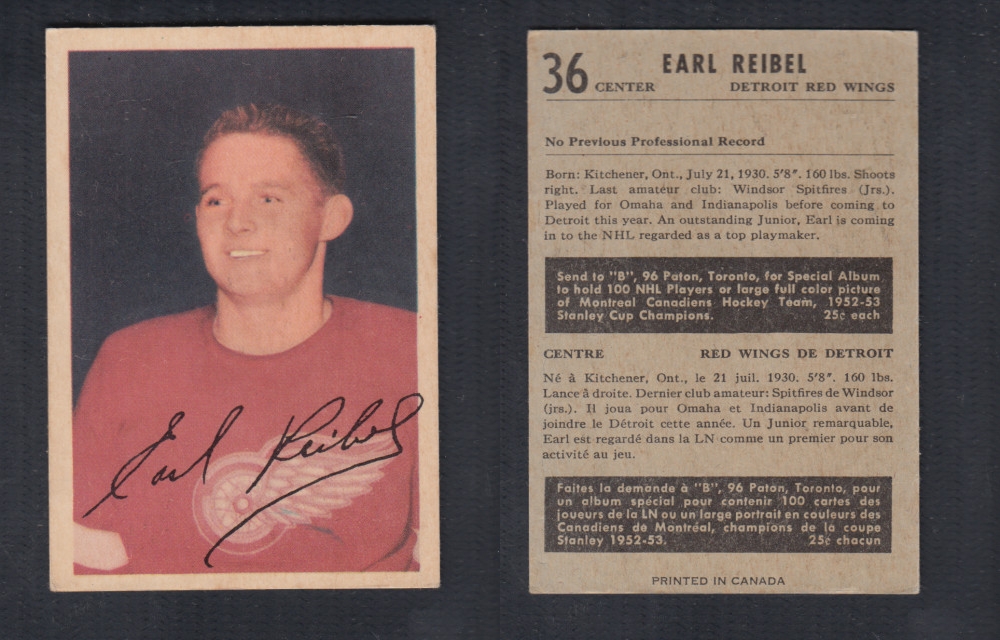 Earl Reibel
36 CENTER
EARL REIBEL
DETROIT RED WINGS
No Previous Professional Record
Born: Kitchener, Ont., July 21, 1930. 5'8". 160 lbs. Shoots
right. Last amateur club: Windsor Spitfires (Jrs.).
Played for Omaha and Indianapolis before coming to
Detroit this year. An outstanding Junior, Earl is coming
in to the NHL regarded as a top playmaker.
Send to "B", 96 Paton, Toronto, for Special Album
to hold 100 NHL Players or large full color picture
of Montreal Canadiens Hockey Team, 1952-53
Stanley Cup Champions. 25¢ each
CENTRE RED WINGS DE DETROIT
Né à Kitchener, Ont., le 21 juil. 1930. 5'8". 160 lbs.
Lance à droite. Dernier club amateur: Spitfires de Windsor
(jrs.). Il joua pour Omaha et Indianapolis avant de
joindre le Détroit cette année. Un Junior remarquable,
Earl est regardé dans la LN comme un premier pour son
activité au jeu.
Faites la demande à "B", 96 Paton, Toronto, pour
un album spécial pour contenir 100 cartes des
joueurs de la LN ou un large portrait en couleurs des
Canadiens de Montréal, champions de la coupe
Stanley 1952-53. 25¢ chacun
PRINTED IN CANADA